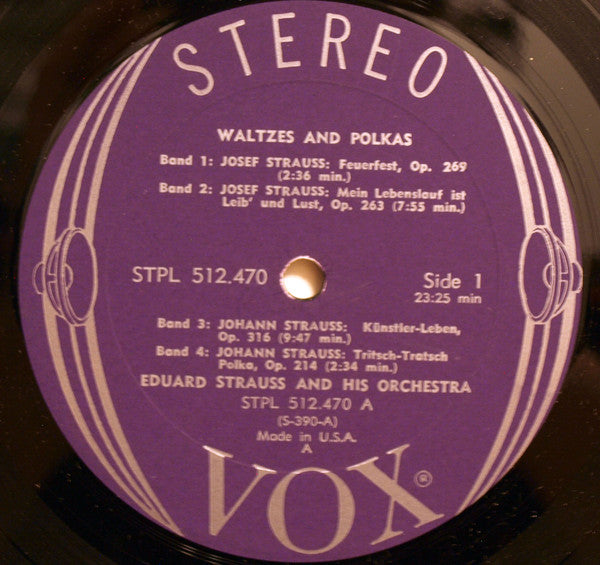 STEREO
WALTZES AND POLKAS
Band 1: JOSEF STRAUSS: Feuerfest, Op. 269
(2:36 min.)
Band 2: JOSEF STRAUSS: Mein Lebenslauf ist
Leib' und Lust, Op. 263 (7:55 min.)
STPL 512.470
Side 1
23:25 min
Band 3: JOHANN STRAUSS: Künstler-Leben,
Op. 316 (9:47 min.)
Band 4: JOHANN STRAUSS: Tritsch-Tratsch
Polka, Op. 214 (2:34 min.)
EDUARD STRAUSS AND HIS ORCHESTRA
STPL 512.470 A
(S-390-A)
Made in U.S.A.
A
VOX®